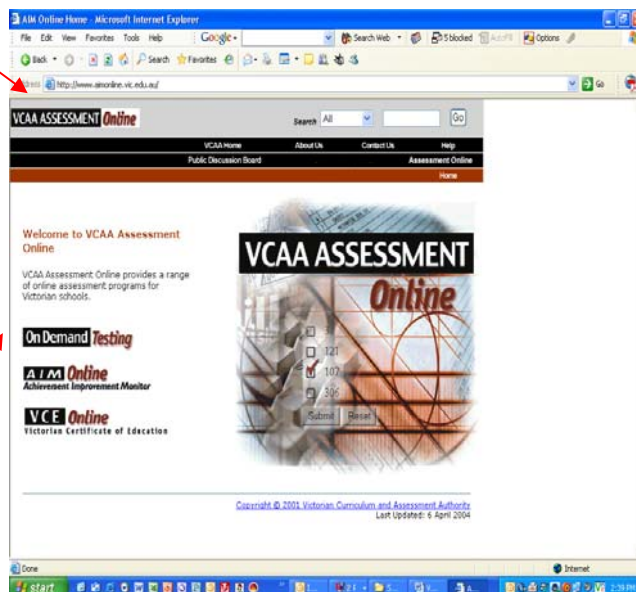 AIM Online Home - Microsoft Internet Explorer
File Edit View Favorites Tools Help Google Search Web 5 blocked AutoFill Options
Back Search Favorites
http://www.aimonline.vic.edu.au/ Go
VCAA ASSESSMENT Online Search All Go
VCAA Home About Us Contact Us Help
Public Discussion Board Assessment Online
Home
Welcome to VCAA Assessment
Online
VCAA Assessment Online provides a range
of online assessment programs for
Victorian schools.
On Demand Testing
AIM Online
Achievement Improvement Monitor
VCE Online
Victorian Certificate of Education
VCAA ASSESSMENT
Online
121
107
306
Submit Reset
Copyright © 2001 Victorian Curriculum and Assessment Authority
Last Updated: 6 April 2004
Done Internet
start 2:39 PM